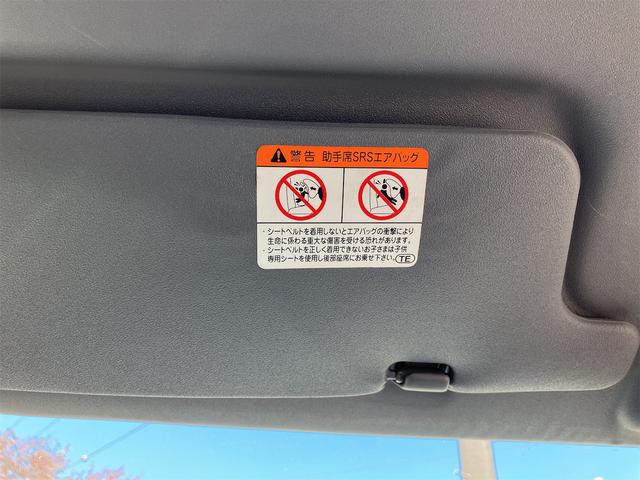 警告 助手席SRSエアバッグ
・シートベルトを着用しないとエアバッグの衝撃により
生命に係わる重大な傷害を受ける恐れがあります。
・シートベルトを正しく着用できないお子さまは子供
専用シートを使用し後部座席にお乗せ下さい。 TE